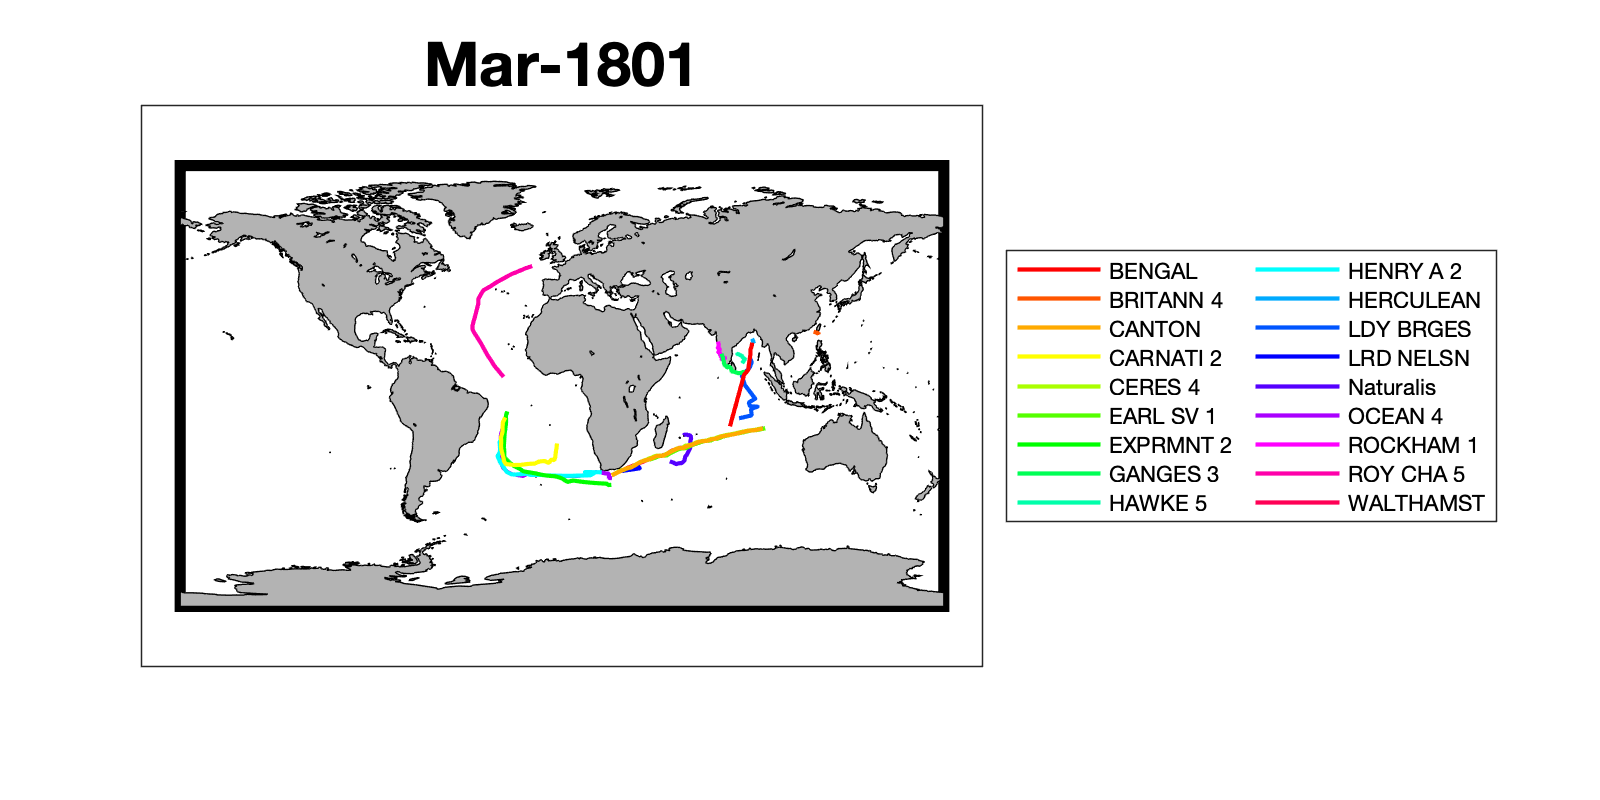 Mar-1801
BENGAL
BRITANN 4
CANTON
CARNATI 2
CERES 4
EARL SV 1
EXPRMNT 2
GANGES 3
HAWKE 5
HENRY A 2
HERCULEAN
LDY BRGES
LRD NELSN
Naturalis
OCEAN 4
ROCKHAM 1
ROY CHA 5
WALTHAMST